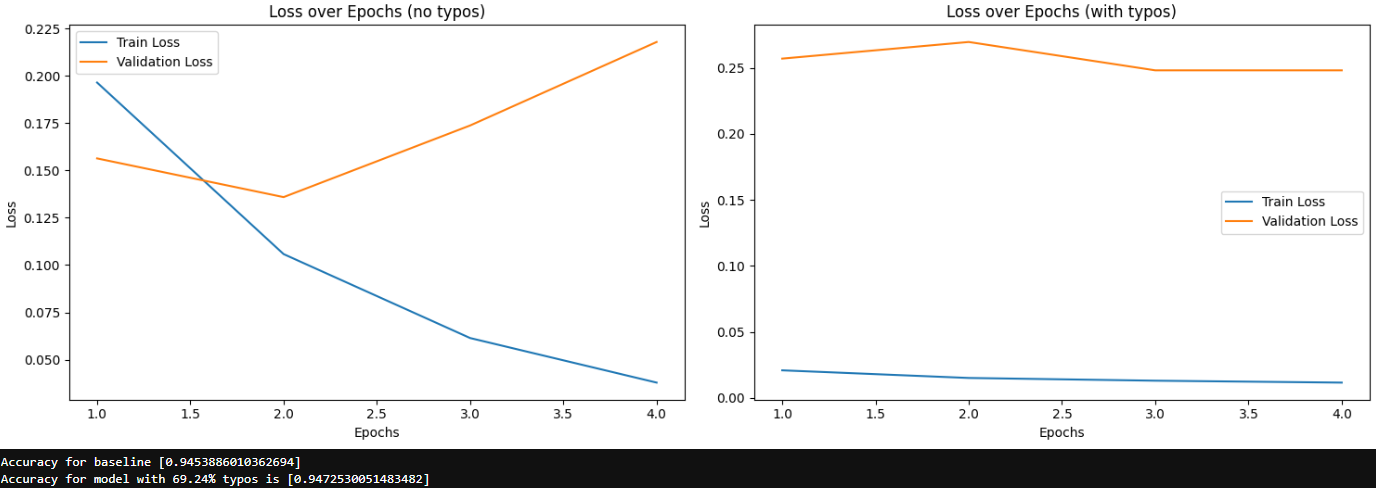 Loss over Epochs (no typos)
0.225
0.200
0.175
0.150
0.125
0.100
0.075
0.050
Loss
Train Loss
Validation Loss
1.0 1.5 2.0 2.5 3.0 3.5 4.0
Epochs
Loss over Epochs (with typos)
0.25
0.20
0.15
0.10
0.05
0.00
Loss
Train Loss
Validation Loss
1.0 1.5 2.0 2.5 3.0 3.5 4.0
Epochs
Accuracy for baseline [0.9453886010362694]
Accuracy for model with 69.24% typos is [0.9472530051483482]